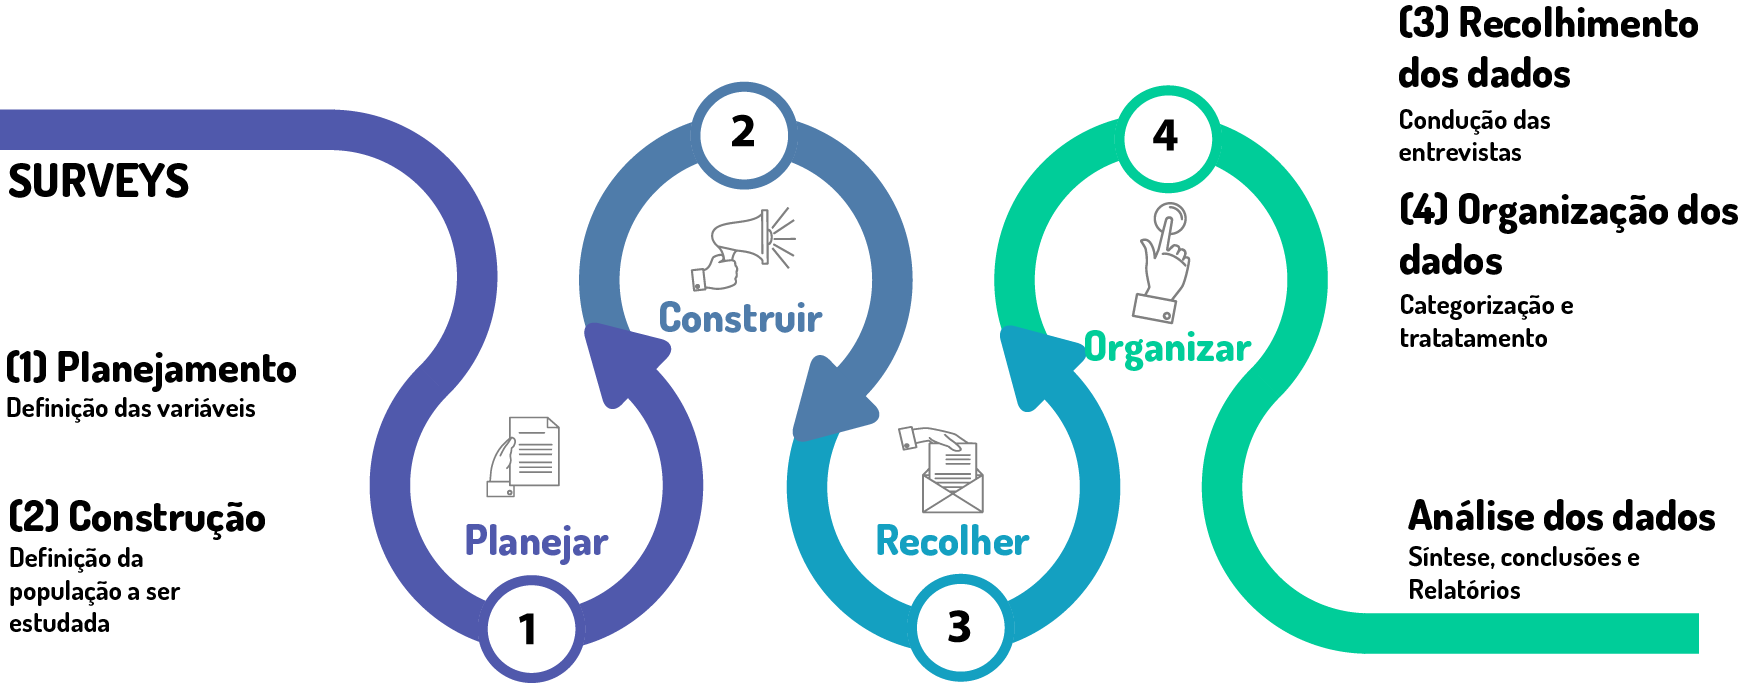 SURVEYS
(1) Planejamento
Definição das variáveis
(2) Construção
Definição da
população a ser
estudada
1
Planejar
2
Construir
3
Recolher
4
Organizar
(3) Recolhimento
dos dados
Condução das
entrevistas
(4) Organização dos
dados
Categorização e
tratatamento
Análise dos dados
Síntese, conclusões e
Relatórios